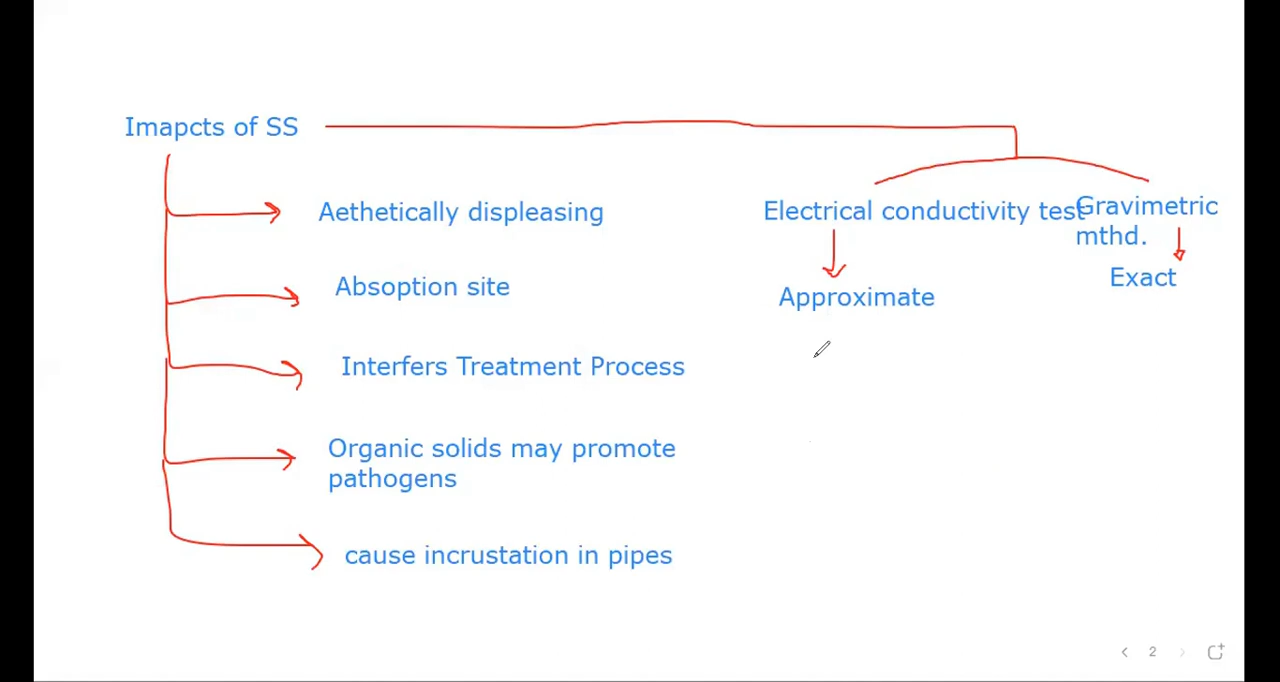 Imapcts of SS
Aethetically displeasing
Absoption site
Interfers Treatment Process
Organic solids may promote
pathogens
cause incrustation in pipes
Electrical conductivity test
Approximate
Gravimetric
mthd.
Exact
2